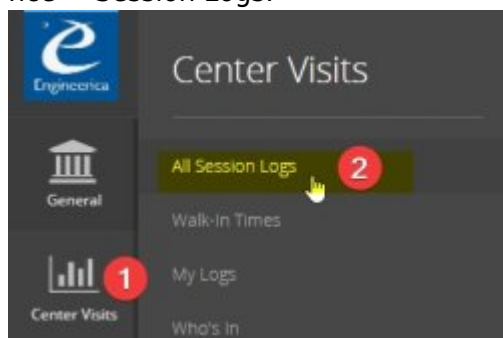 Session Logs.
Engineerica
Center Visits
General
All Session Logs
2
Walk-In Times
My Logs
1
Center Visits
Who's In